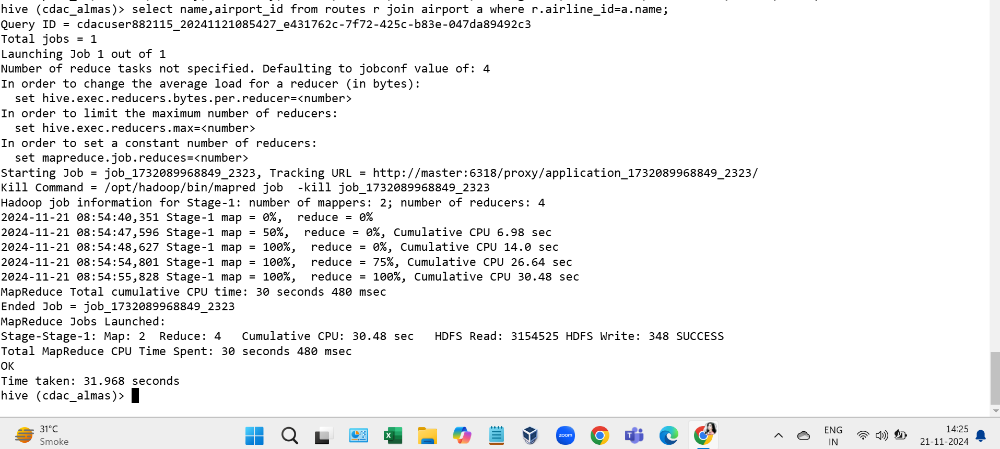 hive (cdac_almas)> select name,airport_id from routes r join airport a where r.airline_id=a.name;
Query ID = cdacuser882115_20241121085427_e431762c-7f72-425c-b83e-047da89492c3
Total jobs = 1
Launching Job 1 out of 1
Number of reduce tasks not specified. Defaulting to jobconf value of: 4
In order to change the average load for a reducer (in bytes):
  set hive.exec.reducers.bytes.per.reducer=<number>
In order to limit the maximum number of reducers:
  set hive.exec.reducers.max=<number>
In order to set a constant number of reducers:
  set mapreduce.job.reduces=<number>
Starting Job = job_1732089968849_2323, Tracking URL = http://master:6318/proxy/application_1732089968849_2323/
Kill Command = /opt/hadoop/bin/mapred job  -kill job_1732089968849_2323
Hadoop job information for Stage-1: number of mappers: 2; number of reducers: 4
2024-11-21 08:54:40,351 Stage-1 map = 0%,  reduce = 0%
2024-11-21 08:54:47,596 Stage-1 map = 50%,  reduce = 0%, Cumulative CPU 6.98 sec
2024-11-21 08:54:48,627 Stage-1 map = 100%,  reduce = 0%, Cumulative CPU 14.0 sec
2024-11-21 08:54:54,801 Stage-1 map = 100%,  reduce = 75%, Cumulative CPU 26.64 sec
2024-11-21 08:54:55,828 Stage-1 map = 100%,  reduce = 100%, Cumulative CPU 30.48 sec
MapReduce Total cumulative CPU time: 30 seconds 480 msec
Ended Job = job_1732089968849_2323
MapReduce Jobs Launched:
Stage-Stage-1: Map: 2  Reduce: 4   Cumulative CPU: 30.48 sec   HDFS Read: 3154525 HDFS Write: 348 SUCCESS
Total MapReduce CPU Time Spent: 30 seconds 480 msec
OK
Time taken: 31.968 seconds
hive (cdac_almas)>
31°C
Smoke
zoom
ENG
IN
14:25
21-11-2024